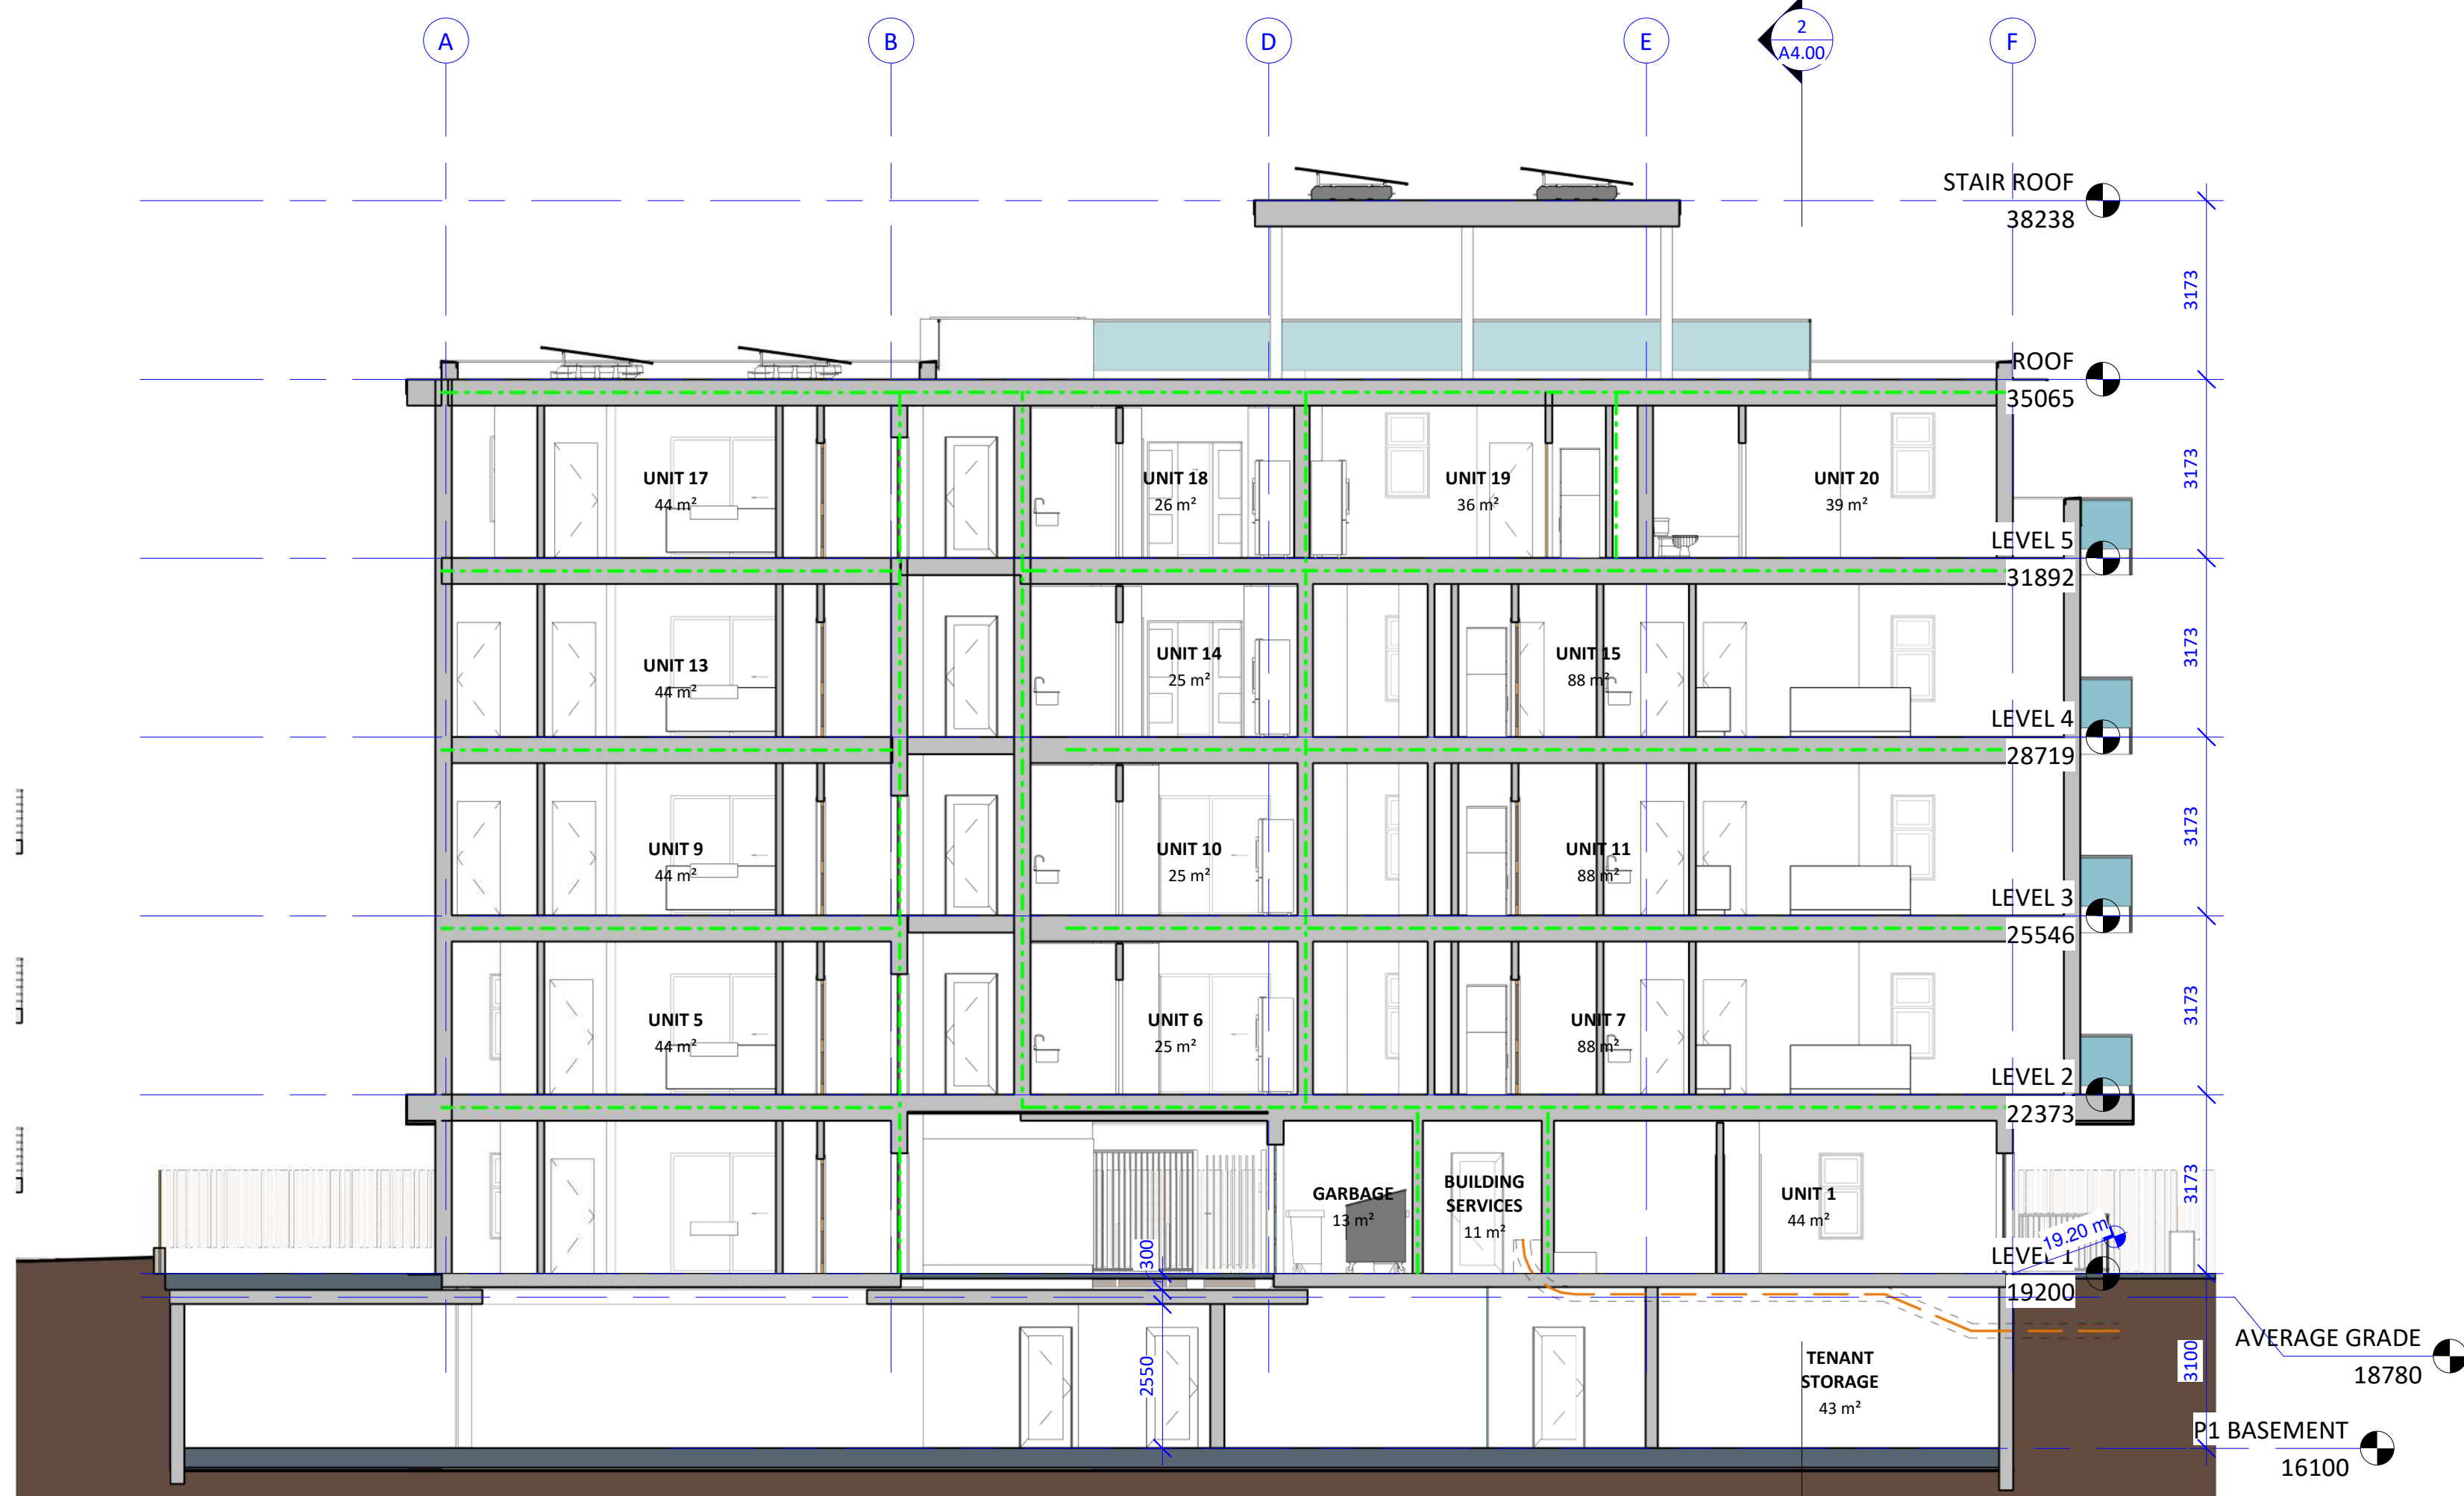 A
B
D
E
2
A4.00
F
STAIR ROOF
38238
3173
ROOF
35065
UNIT 17
44 m²
UNIT 18
26 m²
UNIT 19
36 m²
UNIT 20
39 m²
3173
LEVEL 5
31892
UNIT 13
44 m²
UNIT 14
25 m²
UNIT 15
88 m²
3173
LEVEL 4
28719
UNIT 9
44 m²
UNIT 10
25 m²
UNIT 11
88 m²
3173
LEVEL 3
25546
UNIT 5
44 m²
UNIT 6
25 m²
UNIT 7
88 m²
3173
LEVEL 2
22373
GARBAGE
13 m²
BUILDING
SERVICES
11 m²
UNIT 1
44 m²
3173
19.20 m
LEVEL 1
19200
300
2550
TENANT
STORAGE
43 m²
3100
AVERAGE GRADE
18780
P1 BASEMENT
16100